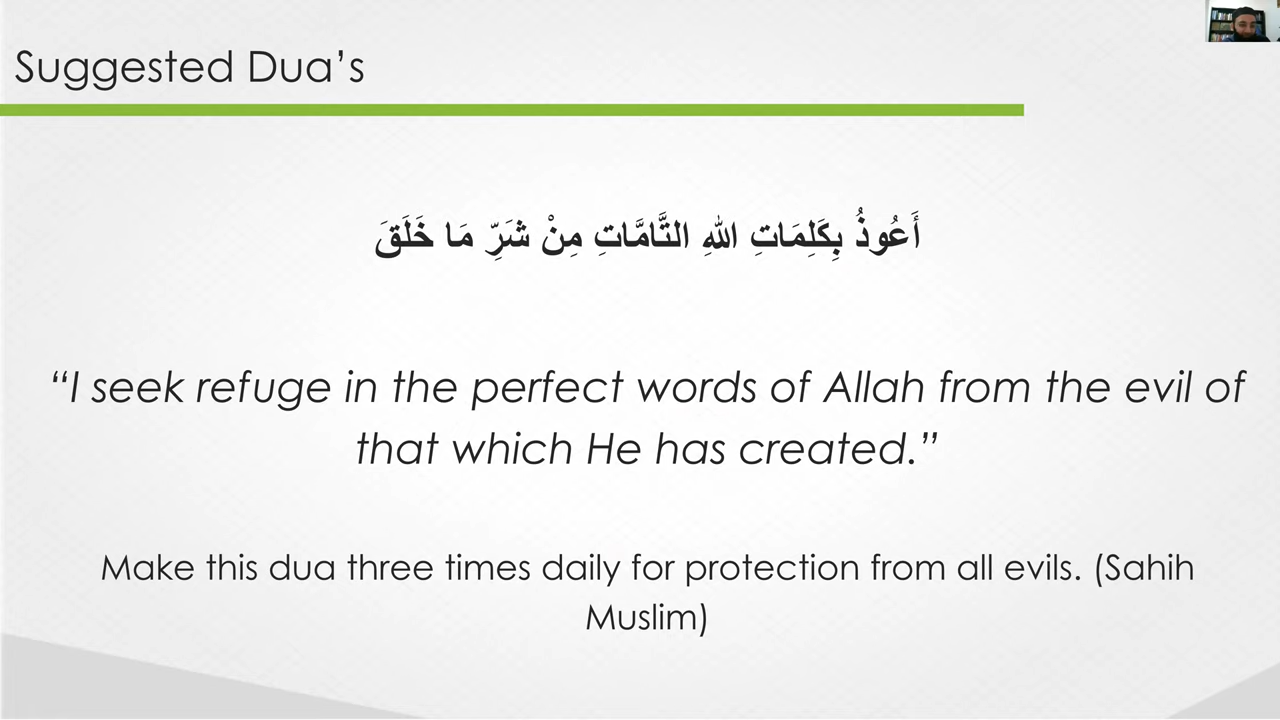 Suggested Dua’s
أَعُوذُ بِكَلِمَاتِ اللهِ التَّامَّاتِ مِنْ شَرِّ مَا خَلَقَ
“I seek refuge in the perfect words of Allah from the evil of
that which He has created.”
Make this dua three times daily for protection from all evils. (Sahih
Muslim)